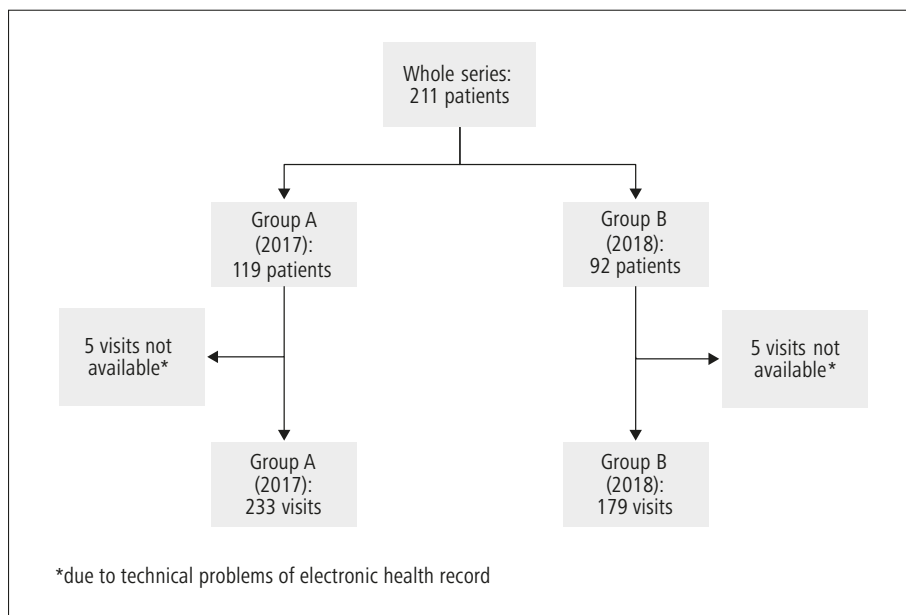 Whole series:
211 patients
Group A
(2017):
119 patients
Group B
(2018):
92 patients
5 visits not
available*
5 visits not
available*
Group A
(2017):
233 visits
Group B
(2018):
179 visits
*due to technical problems of electronic health record